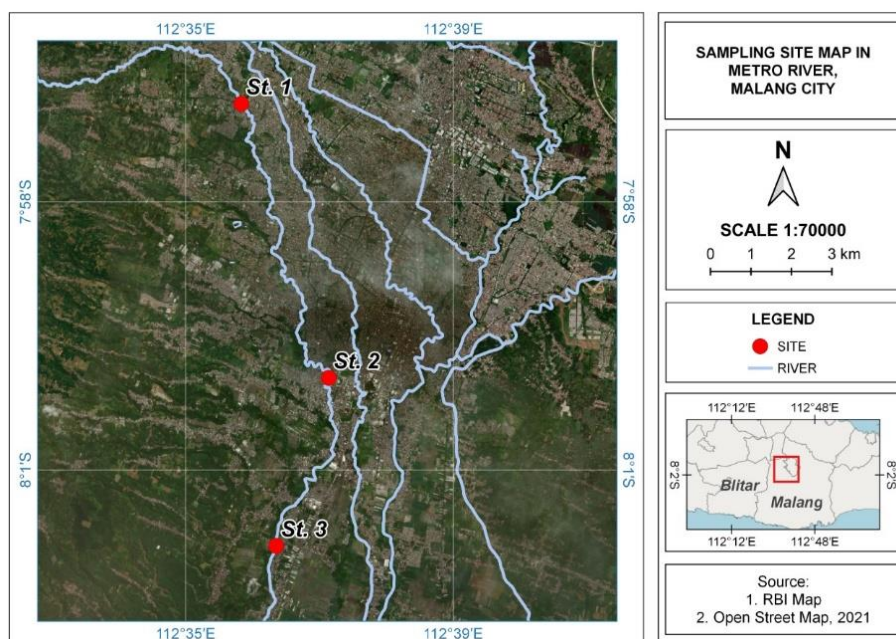 112°35'E
112°39'E
St. 1
7°58'S
7°58'S
St. 2
8°1'S
8°1'S
St. 3
112°35'E
112°39'E
SAMPLING SITE MAP IN
METRO RIVER,
MALANG CITY
N
SCALE 1:70000
0 1 2 3 km
LEGEND
SITE
RIVER
112°12'E 112°48'E
8°2'S
8°2'S
Blitar
Malang
112°12'E 112°48'E
Source:
1. RBI Map
2. Open Street Map, 2021